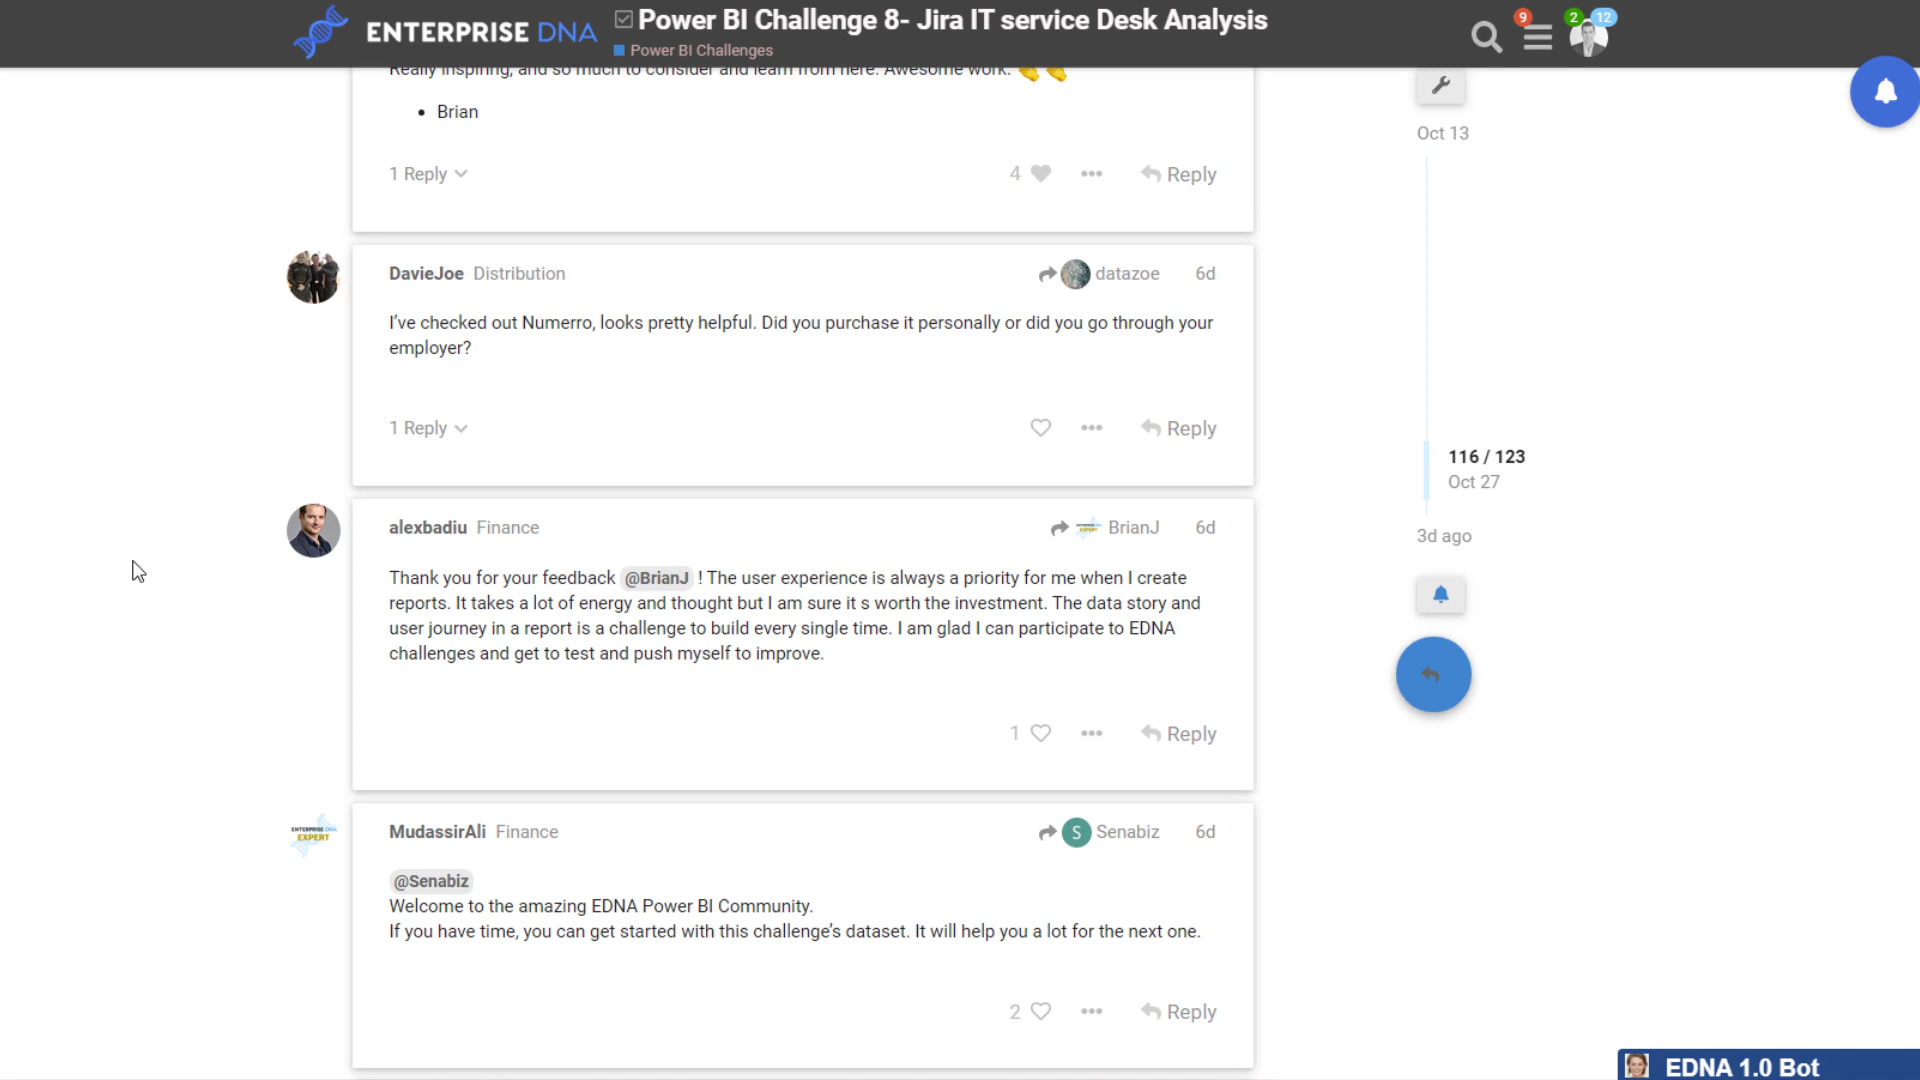 ENTERPRISE DNA
Power BI Challenge 8- Jira IT service Desk Analysis
Power BI Challenges
9
2
12
Really inspiring, and so much to consider and learn from here. Awesome work.
Brian
1 Reply
4
Reply
DavieJoe Distribution
datazoe 6d
I've checked out Numerro, looks pretty helpful. Did you purchase it personally or did you go through your
employer?
1 Reply
Reply
alexbadiu Finance
BrianJ 6d
Thank you for your feedback @BrianJ ! The user experience is always a priority for me when I create
reports. It takes a lot of energy and thought but I am sure it s worth the investment. The data story and
user journey in a report is a challenge to build every single time. I am glad I can participate to EDNA
challenges and get to test and push myself to improve.
1
Reply
ENTERPRISE DNA
EXPERT
MudassirAli Finance
S Senabiz 6d
@Senabiz
Welcome to the amazing EDNA Power BI Community.
If you have time, you can get started with this challenge's dataset. It will help you a lot for the next one.
2
Reply
Oct 13
116 / 123
Oct 27
3d ago
EDNA 1.0 Bot